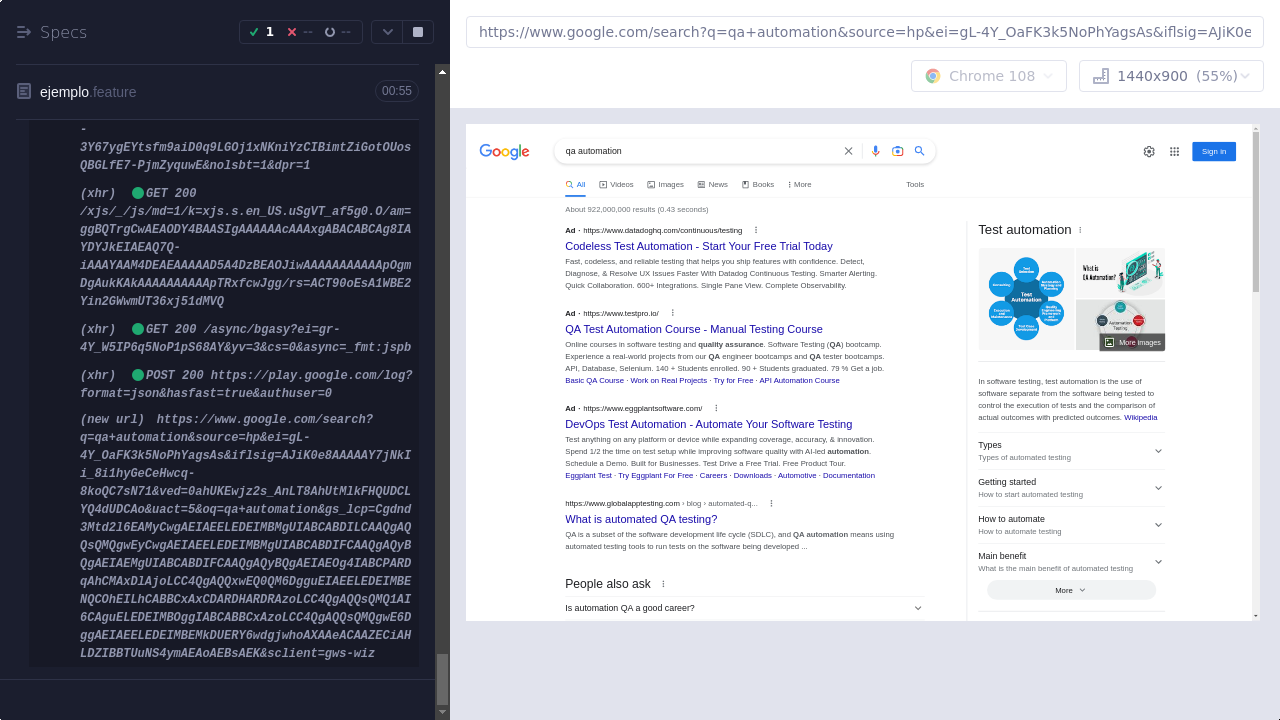 Specs
1
--
--
ejemplo.feature
00:55
-
3Y67ygEYtsfm9aiD0q9LGOj1xNKniYzCIBimtZiGotOUos
QBGLfE7-PjmZyquwE&nolsbt=1&dpr=1
(xhr) GET 200
/xjs/_/js/md=1/k=xjs.s.en_US.uSgVT_af5g0.O/am=
(xhr) GET 200 /async/bgasy?ei=gr-
4Y_W5IP6q5NoP1pS68AY&yv=3&cs=0&async=_fmt:jspb
(xhr) POST 200 https://play.google.com/log?
format=json&hasfast=true&authuser=0
(new url) https://www.google.com/search?
q=qa+automation&source=hp&ei=gL-
4Y_OaFK3k5NoPhYagsAs&iflsig=AJiK0e8AAAAAY7jNkI
i_8i1hyGeCeHwcq-
LDZIBBTUuNS4ymAEAoAEBsAEK&sclient=gws-wiz
https://www.google.com/search?q=qa+automation&source=hp&ei=gL-4Y_OaFK3k5NoPhYagsAs&iflsig=AJiK0e
Chrome 108
1440x900 (55%)
Google
qa automation
Sign in
All
Videos
Images
News
Books
More
Tools
About 922,000,000 results (0.43 seconds)
Ad · https://www.datadoghq.com/continuous/testing
Codeless Test Automation - Start Your Free Trial Today
Fast, codeless, and reliable testing that helps you ship features with confidence. Detect,
Diagnose, & Resolve UX Issues Faster With Datadog Continuous Testing. Smarter Alerting.
Quick Collaboration. 600+ Integrations. Single Pane View. Complete Observability.
Ad · https://www.testpro.io/
QA Test Automation Course - Manual Testing Course
Online courses in software testing and quality assurance. Software Testing (QA) bootcamp.
Experience a real-world projects from our QA engineer bootcamps and QA tester bootcamps.
API, Database, Selenium. 140 + Students enrolled. 90 + Students graduated. 79 % Get a job.
Basic QA Course · Work on Real Projects · Try for Free · API Automation Course
Ad · https://www.eggplantsoftware.com/
DevOps Test Automation - Automate Your Software Testing
Test anything on any platform or device while expanding coverage, accuracy, & innovation.
Spend 1/2 the time on test setup while improving software quality with AI-led automation.
Schedule a Demo. Built for Businesses. Test Drive a Free Trial. Free Product Tour.
Eggplant Test · Try Eggplant For Free · Careers · Downloads · Automotive · Documentation
https://www.globalapptesting.com › blog › automated-q...
What is automated QA testing?
QA is a subset of the software development life cycle (SDLC), and QA automation means using
automated testing tools to run tests on the software being developed ...
People also ask
Is automation QA a good career?
Test automation
Test
Automation
What is
QA Automation?
Automation
Testing
More images
In software testing, test automation is the use of
software separate from the software being tested to
control the execution of tests and the comparison of
actual outcomes with predicted outcomes. Wikipedia
Types
Types of automated testing
Getting started
How to start automated testing
How to automate
How to automate testing
Main benefit
What is the main benefit of automated testing
More